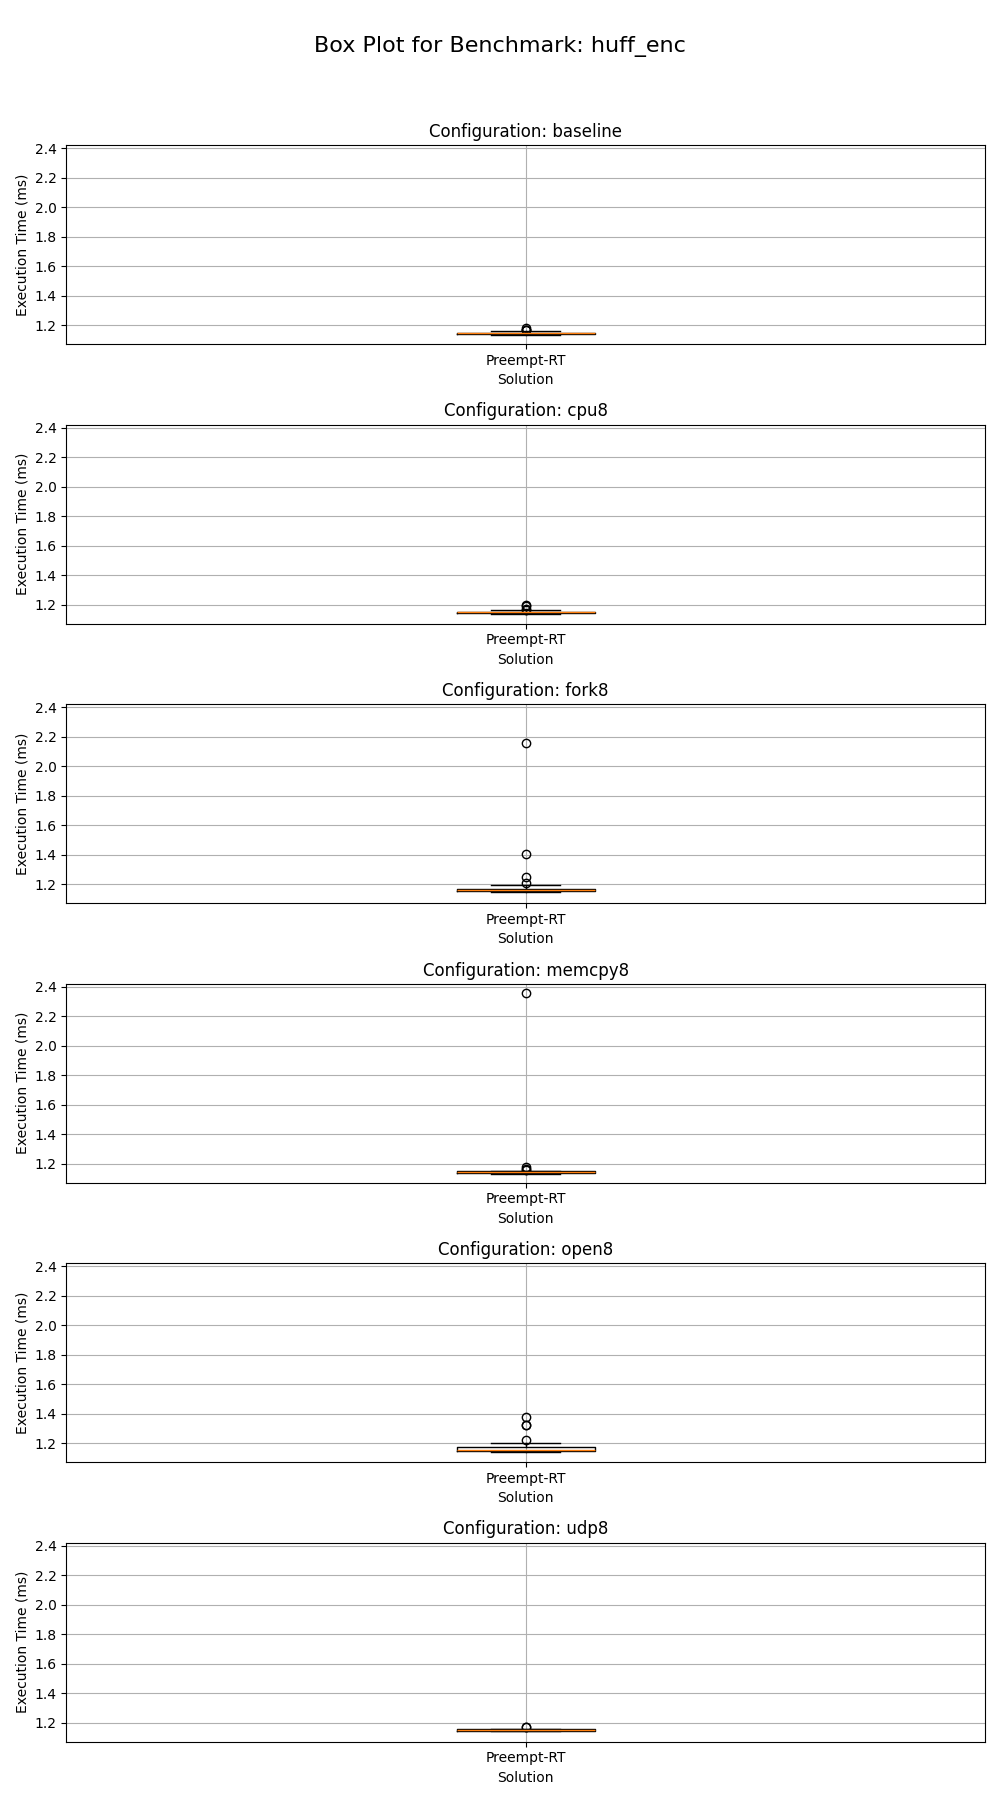 Box Plot for Benchmark: huff_enc
Configuration: baseline
2.4
2.2
2.0
1.8
1.6
1.4
1.2
Execution Time (ms)
Preempt-RT
Solution
Configuration: cpu8
2.4
2.2
2.0
1.8
1.6
1.4
1.2
Execution Time (ms)
Preempt-RT
Solution
Configuration: fork8
2.4
2.2
2.0
1.8
1.6
1.4
1.2
Execution Time (ms)
Preempt-RT
Solution
Configuration: memcpy8
2.4
2.2
2.0
1.8
1.6
1.4
1.2
Execution Time (ms)
Preempt-RT
Solution
Configuration: open8
2.4
2.2
2.0
1.8
1.6
1.4
1.2
Execution Time (ms)
Preempt-RT
Solution
Configuration: udp8
2.4
2.2
2.0
1.8
1.6
1.4
1.2
Execution Time (ms)
Preempt-RT
Solution